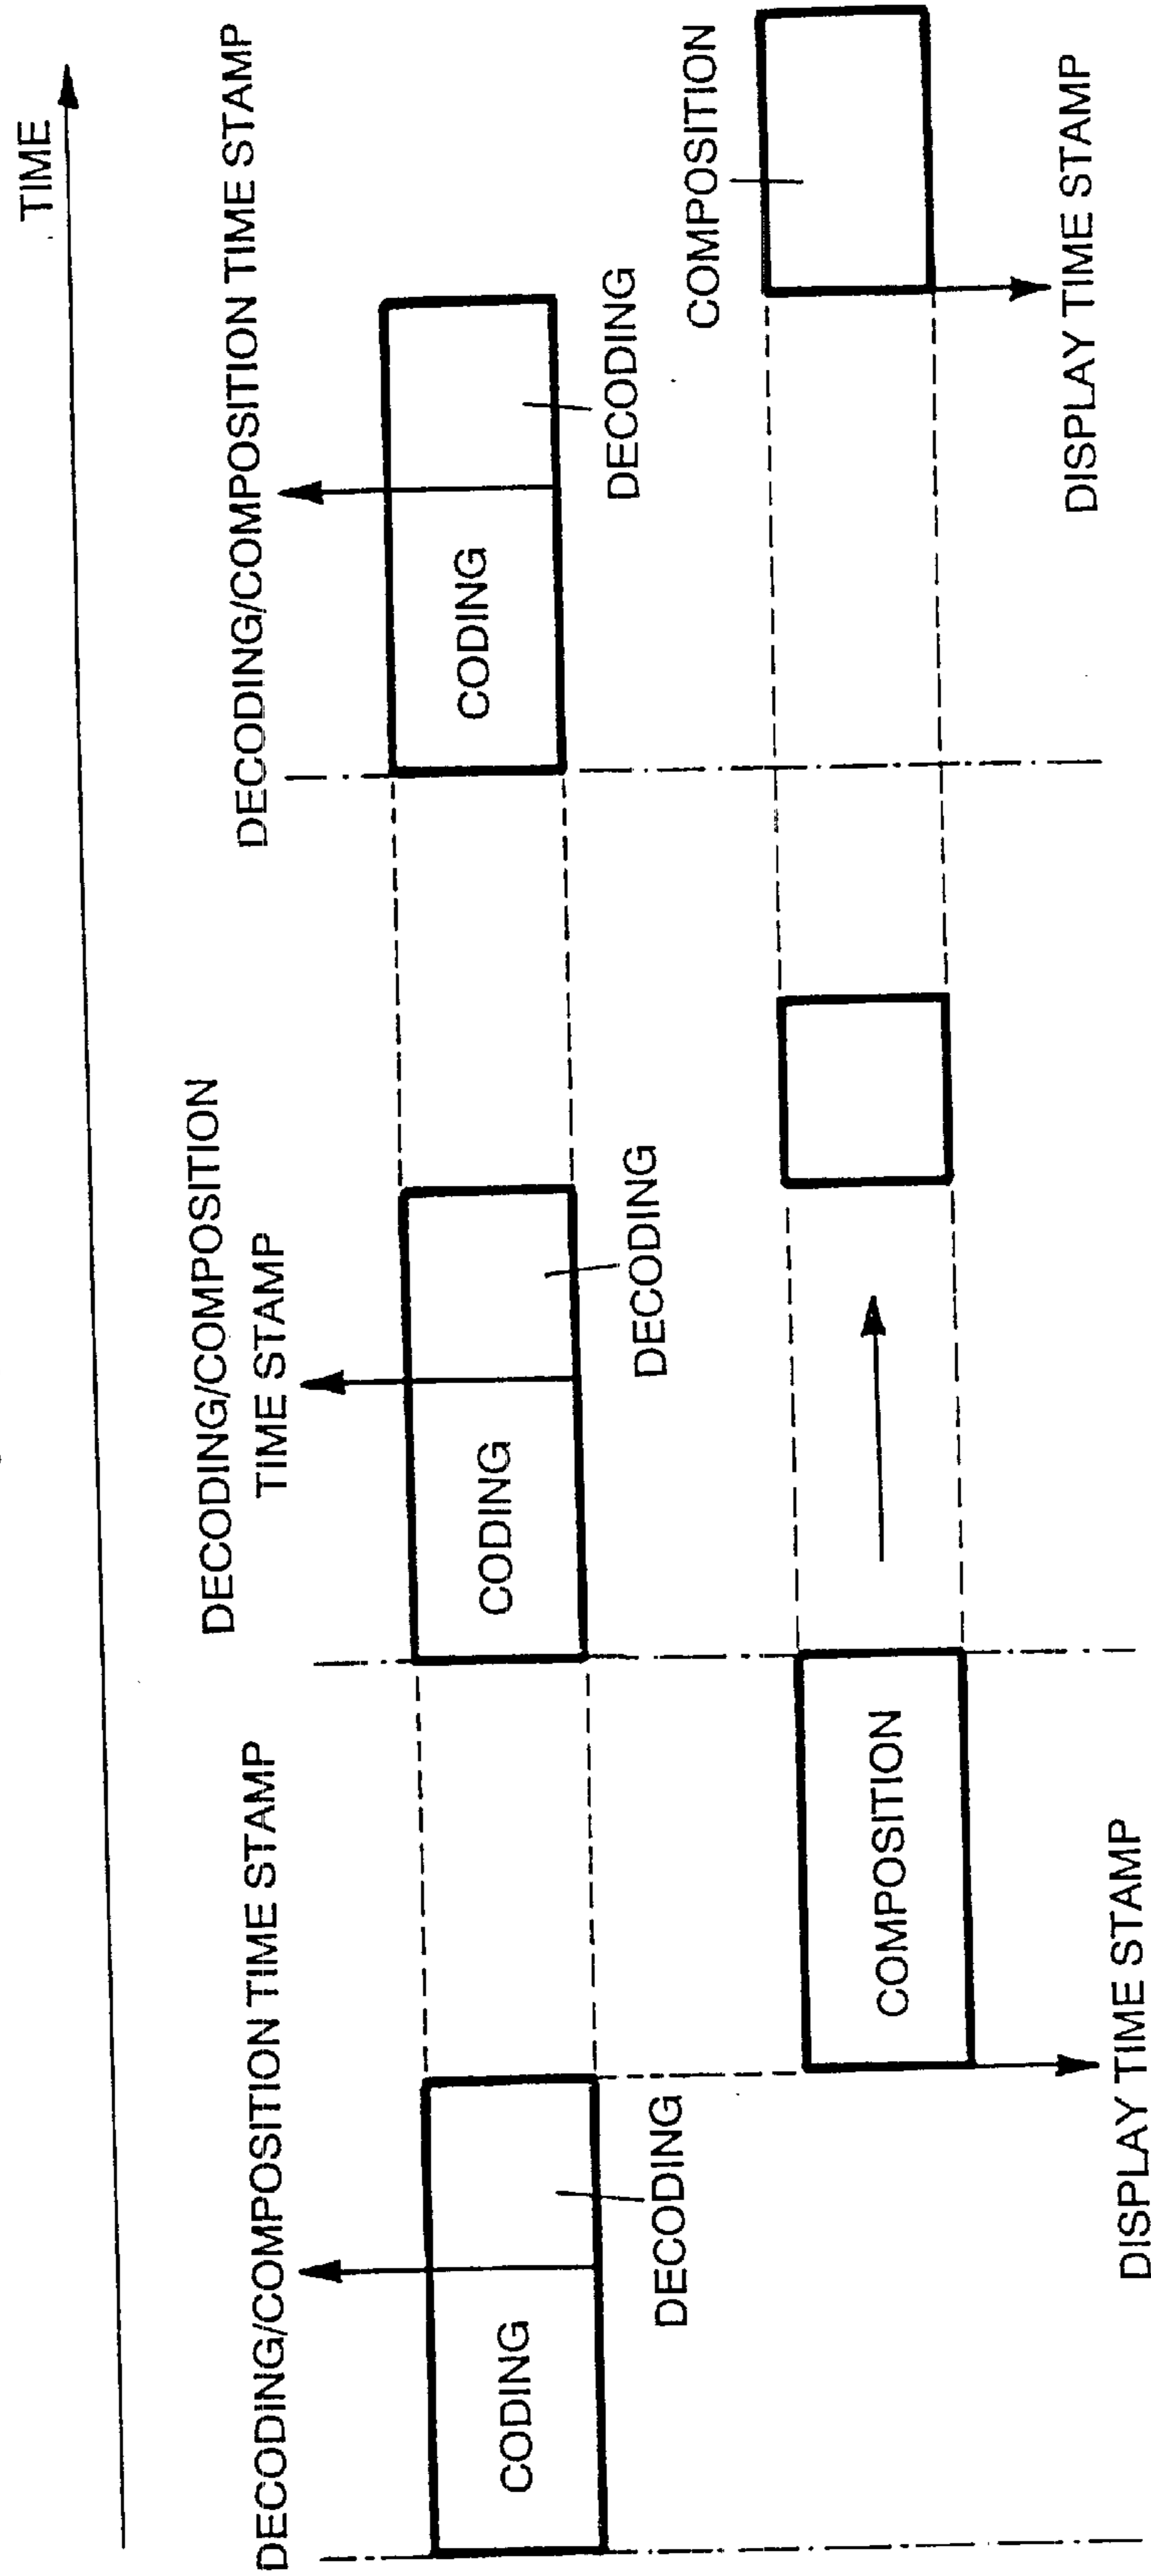 TIME
DECODING/COMPOSITION TIME STAMP
DECODING/COMPOSITION
TIME STAMP
DECODING/COMPOSITION TIME STAMP
CODING
DECODING
CODING
DECODING
CODING
DECODING
COMPOSITION
COMPOSITION
DISPLAY TIME STAMP
DISPLAY TIME STAMP